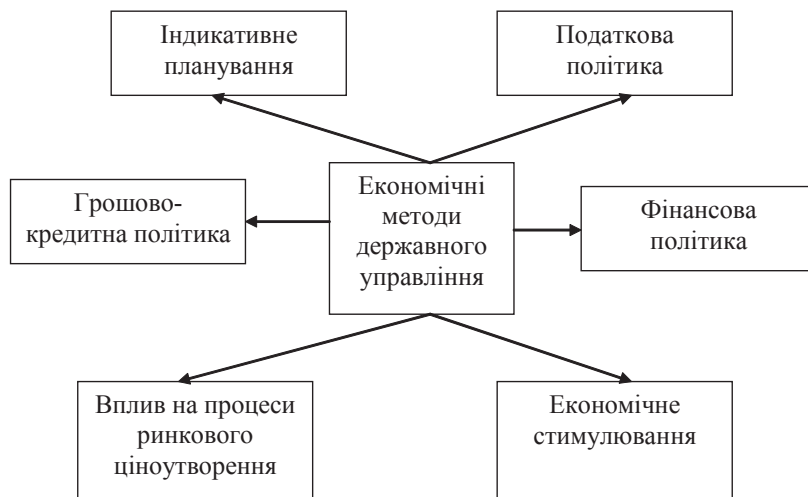 Індикативне
планування
Податкова
політика
Грошово-
кредитна політика
Економічні
методи
державного
управління
Фінансова
політика
Вплив на процеси
ринкового
ціноутворення
Економічне
стимулювання